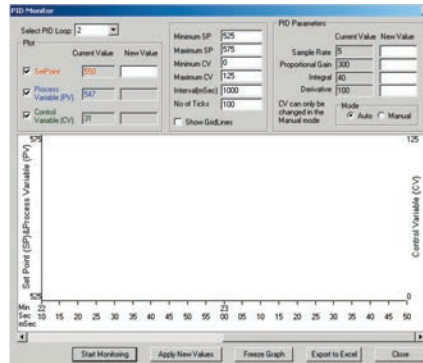 PID Monitor
Select PID Loop: 2
Plot
Current Value New Value
SetPoint 550
Process Variable (PV) 547
Control Variable (CV) 31
Minimum SP 525
Maximum SP 575
Minimum CV 0
Maximum CV 125
Interval(mSec) 1000
No of Ticks 100
Show GridLines
PID Parameters
Current Value New Value
Sample Rate 5
Proportional Gain 300
Integral 40
Derivative 100
CV can only be
changed in the
Manual mode
Mode
Auto Manual
575
Set Point (SP)&Process Variable (PV)
525
125
Control Variable (CV)
0
Min 22 23
Sec 10 15 20 25 30 35 40 45 50 55 00 05 10 15 20 25 30 35 40 45 50
mSec
Start Monitoring Apply New Values Freeze Graph Export to Excel Close